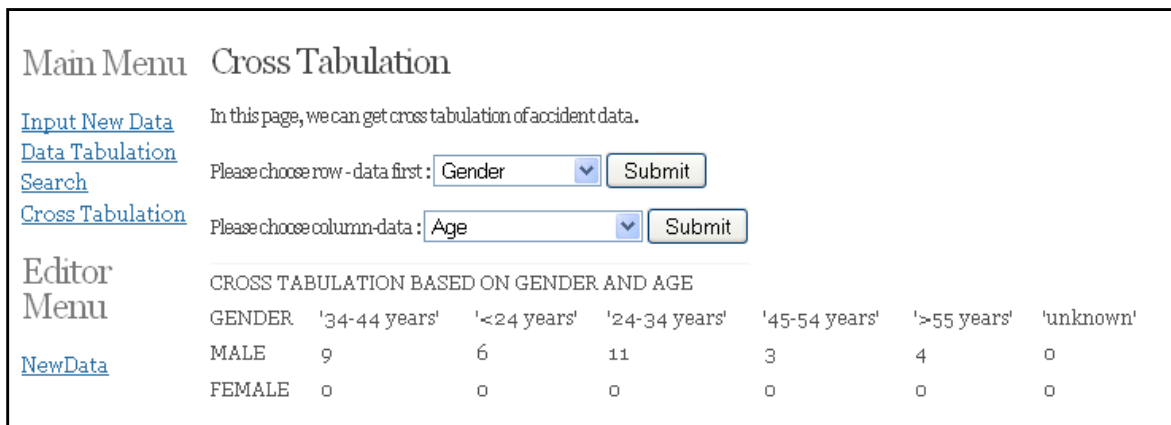 Main Menu
Input New Data
Data Tabulation
Search
Cross Tabulation
Editor
Menu
NewData
Cross Tabulation
In this page, we can get cross tabulation of accident data.
Please choose row-data first : Gender Submit
Please choose column-data : Age Submit
CROSS TABULATION BASED ON GENDER AND AGE
GENDER '34-44 years' '<24 years' '24-34 years' '45-54 years' '>55 years' 'unknown'
MALE 9 6 11 3 4 0
FEMALE 0 0 0 0 0 0